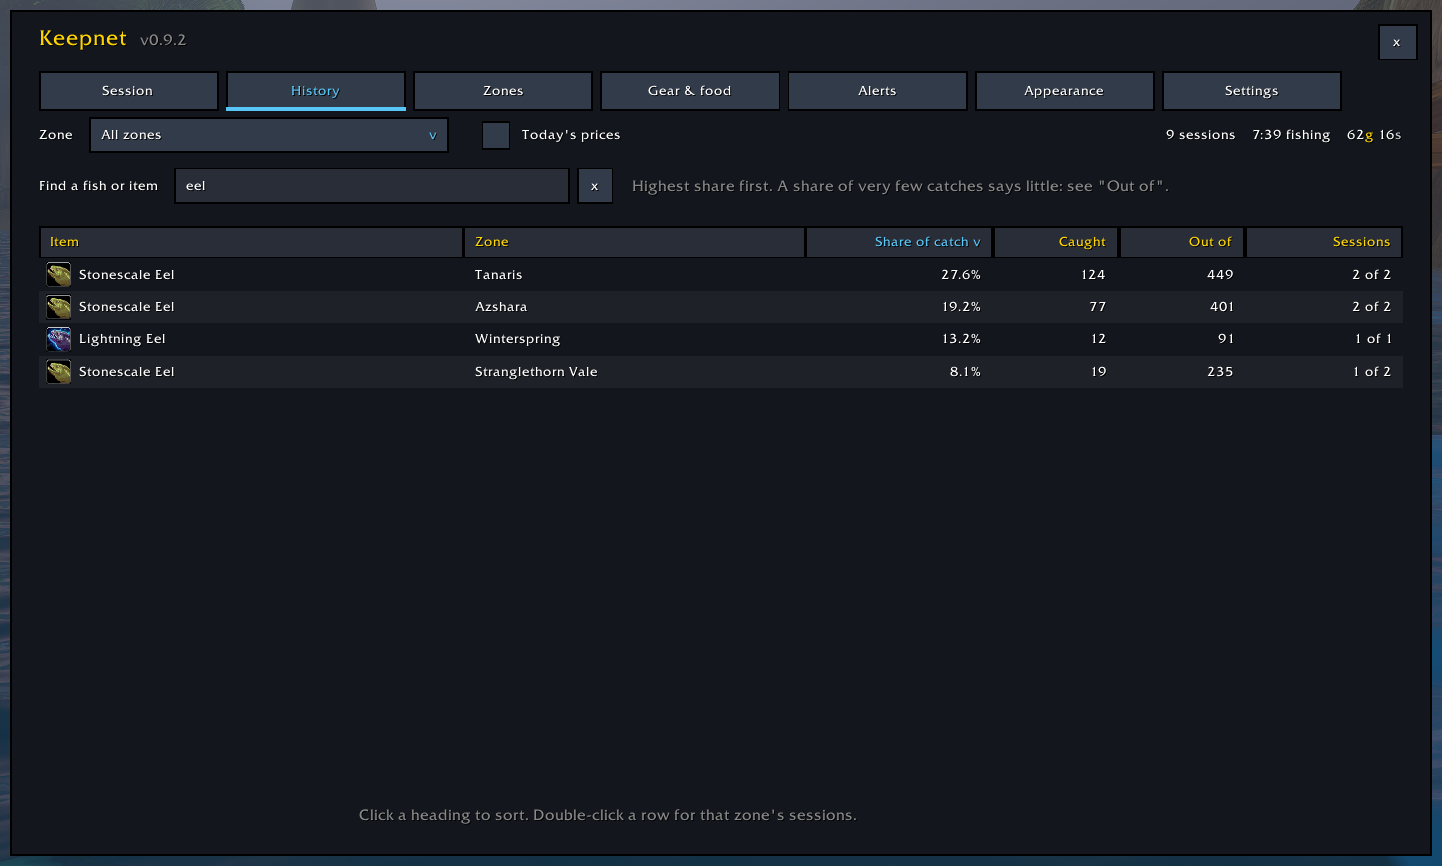 Keepnet v0.9.2
x
Session History Zones Gear & food Alerts Appearance Settings
Zone All zones v Today's prices 9 sessions 7:39 fishing 62g 16s
Find a fish or item eel x Highest share first. A share of very few catches says little: see "Out of".
Item Zone Share of catch v Caught Out of Sessions
Stonescale Eel Tanaris 27.6% 124 449 2 of 2
Stonescale Eel Azshara 19.2% 77 401 2 of 2
Lightning Eel Winterspring 13.2% 12 91 1 of 1
Stonescale Eel Stranglethorn Vale 8.1% 19 235 1 of 2
Click a heading to sort. Double-click a row for that zone's sessions.